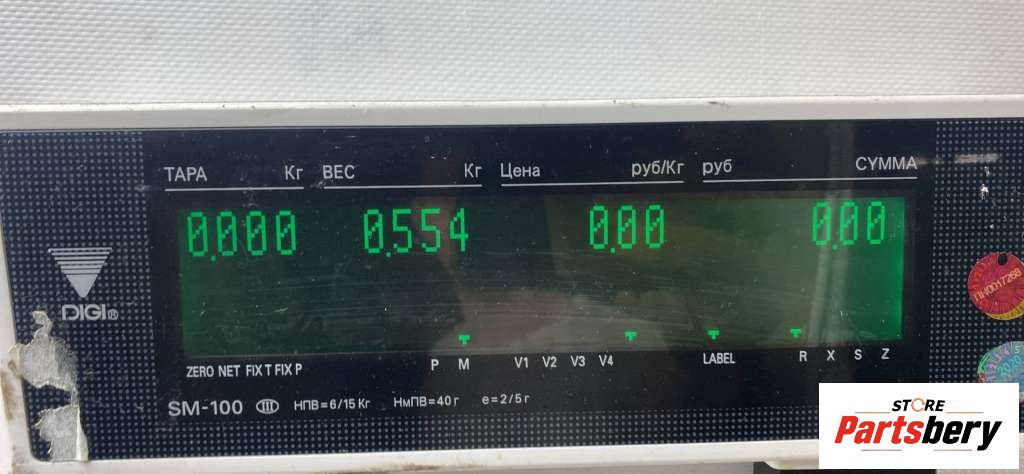 ТАРА Кг ВЕС Кг Цена руб/Кг руб СУММА
0.000 0.554 0.00 0.00
DIGI®
ZERO NET FIX T FIX P P M V1 V2 V3 V4 LABEL R X S Z
SM-100 III НПВ=6/15 Кг НмПВ=40 г e=2/5 г
ПН0017268
STORE
Partsbery